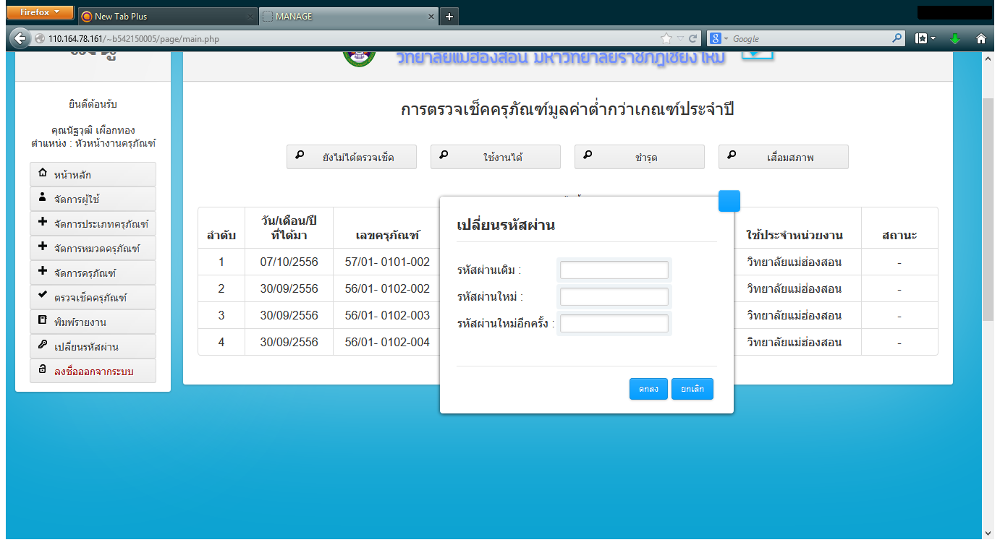 Firefox
New Tab Plus
MANAGE
110.164.78.161/~b542150005/page/main.php
Google
วิทยาลัยแม่ฮ่องสอน มหาวิทยาลัยราชภัฏเชียงใหม่
ยินดีต้อนรับ
คุณนัฐวุฒิ เผือกทอง
ตำแหน่ง : หัวหน้างานครุภัณฑ์
หน้าหลัก
จัดการผู้ใช้
จัดการประเภทครุภัณฑ์
จัดการหมวดครุภัณฑ์
จัดการครุภัณฑ์
ตรวจเช็คครุภัณฑ์
พิมพ์รายงาน
เปลี่ยนรหัสผ่าน
ลงชื่อออกจากระบบ
การตรวจเช็คครุภัณฑ์มูลค่าต่ำกว่าเกณฑ์ประจำปี
ยังไม่ได้ตรวจเช็ค
ใช้งานได้
ชำรุด
เสื่อมสภาพ
ลำดับ
วัน/เดือน/ปี
ที่ได้มา
เลขครุภัณฑ์
ใช้ประจำหน่วยงาน
สถานะ
1 07/10/2556 57/01- 0101-002 วิทยาลัยแม่ฮ่องสอน -
2 30/09/2556 56/01- 0102-002 วิทยาลัยแม่ฮ่องสอน -
3 30/09/2556 56/01- 0102-003 วิทยาลัยแม่ฮ่องสอน -
4 30/09/2556 56/01- 0102-004 วิทยาลัยแม่ฮ่องสอน -
เปลี่ยนรหัสผ่าน
รหัสผ่านเดิม :
รหัสผ่านใหม่ :
รหัสผ่านใหม่อีกครั้ง :
ตกลง
ยกเลิก